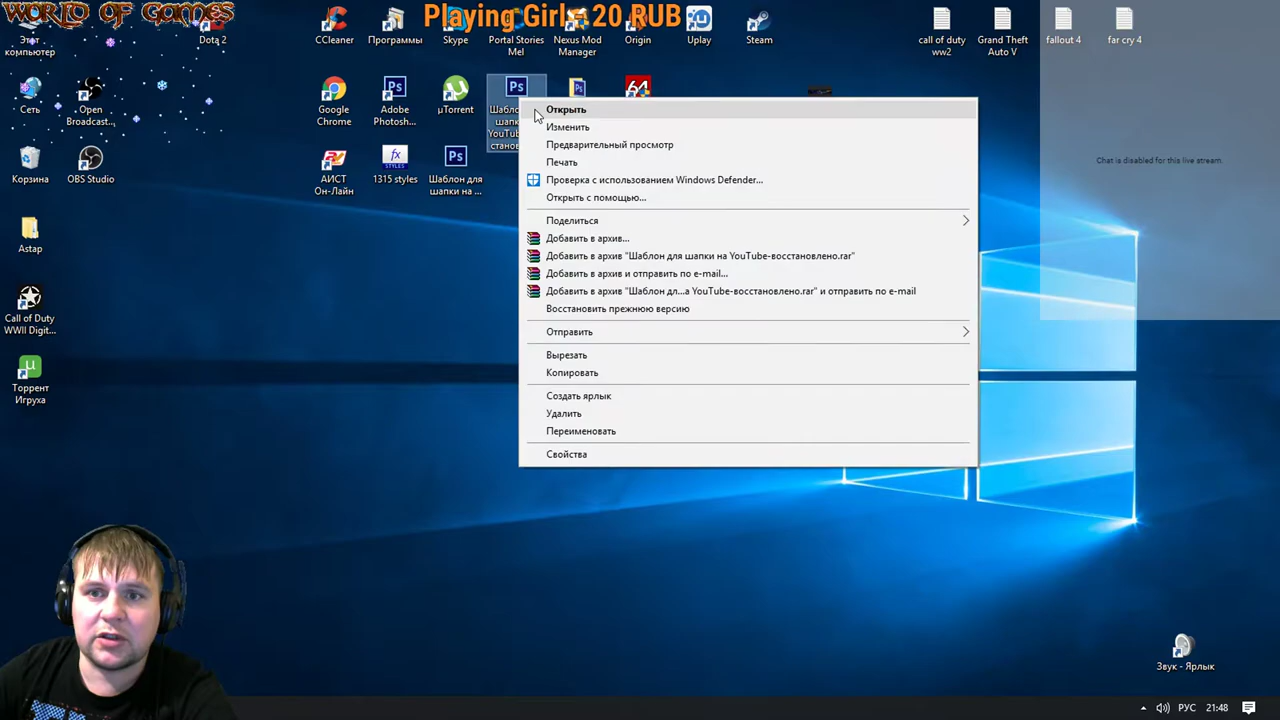 WORLD OF GAMES
Playing Girl - 20 RUB
Этот
компьютер
Dota 2
CCleaner
Программы
Skype
Portal Stories
Mel
Nexus Mod
Manager
Origin
Uplay
Steam
call of duty
ww2
Grand Theft
Auto V
fallout 4
far cry 4
Сеть
Open
Broadcast...
Google
Chrome
Adobe
Photosh...
µTorrent
Шабло
шапк
YouTub
станов
64
Корзина
OBS Studio
АИСТ
Он-Лайн
1315 styles
Шаблон для
шапки на ...
Astap
Call of Duty
WWII Digit...
Торрент
Игруха
Открыть
Изменить
Предварительный просмотр
Печать
Проверка с использованием Windows Defender...
Открыть с помощью...
Поделиться
Добавить в архив...
Добавить в архив "Шаблон для шапки на YouTube-восстановлено.rar"
Добавить в архив и отправить по e-mail...
Добавить в архив "Шаблон дл...а YouTube-восстановлено.rar" и отправить по e-mail
Восстановить прежнюю версию
Отправить
Вырезать
Копировать
Создать ярлык
Удалить
Переименовать
Свойства
Chat is disabled for this live stream.
Звук - Ярлык
РУС
21:48